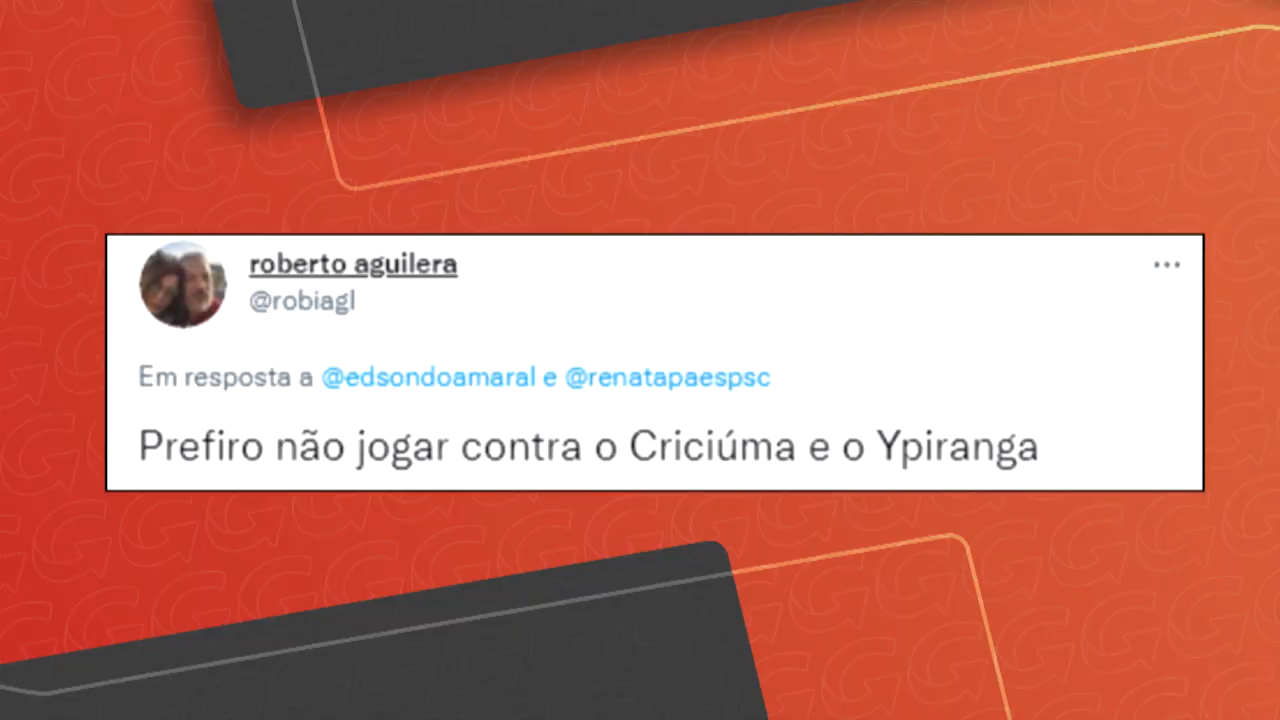 roberto aguilera
@robiagl
Em resposta a @edsondoamaral e @renatapaespsc
Prefiro não jogar contra o Criciúma e o Ypiranga